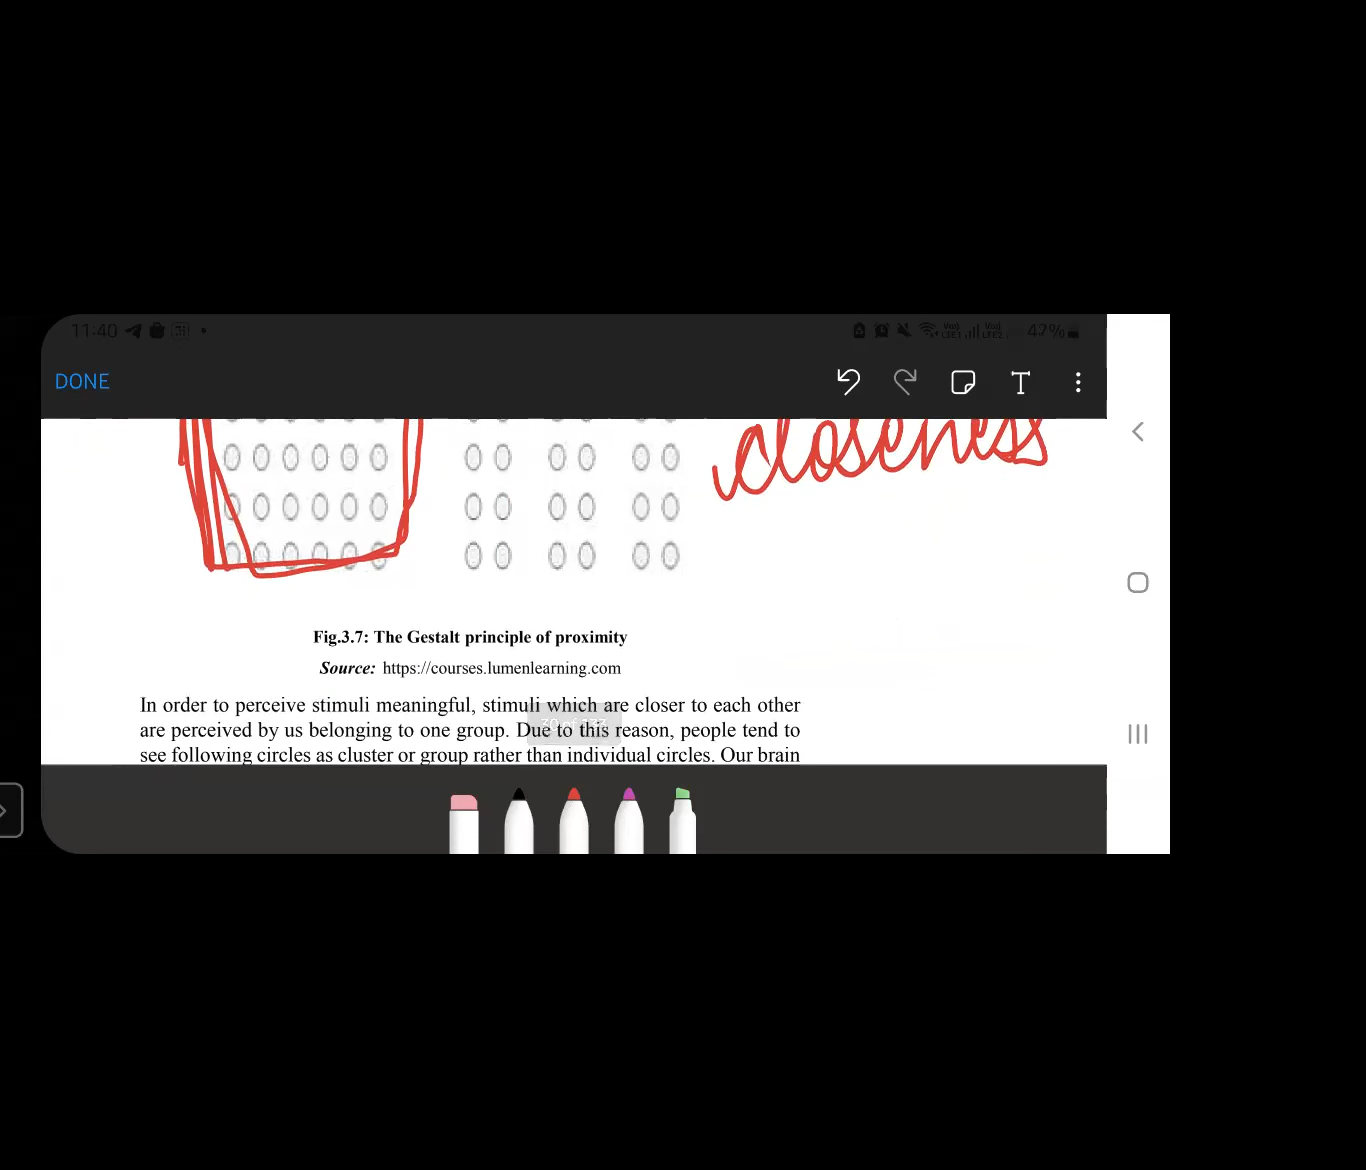 11:40
47%
DONE
T
closeness
Fig.3.7: The Gestalt principle of proximity
Source: https://courses.lumenlearning.com
In order to perceive stimuli meaningful, stimuli which are closer to each other
are perceived by us belonging to one group. Due to this reason, people tend to
30 of 133
see following circles as cluster or group rather than individual circles. Our brain